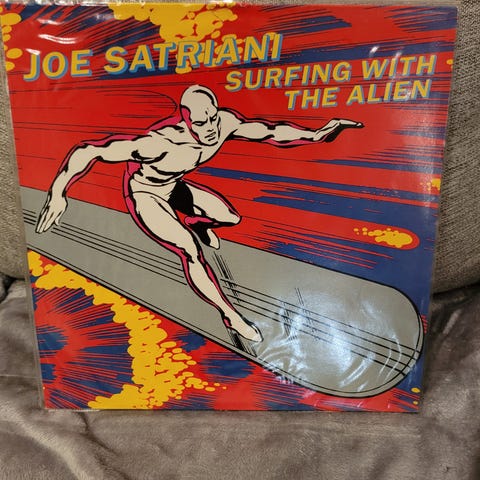 JOE SATRIANI
SURFING WITH
THE ALIEN